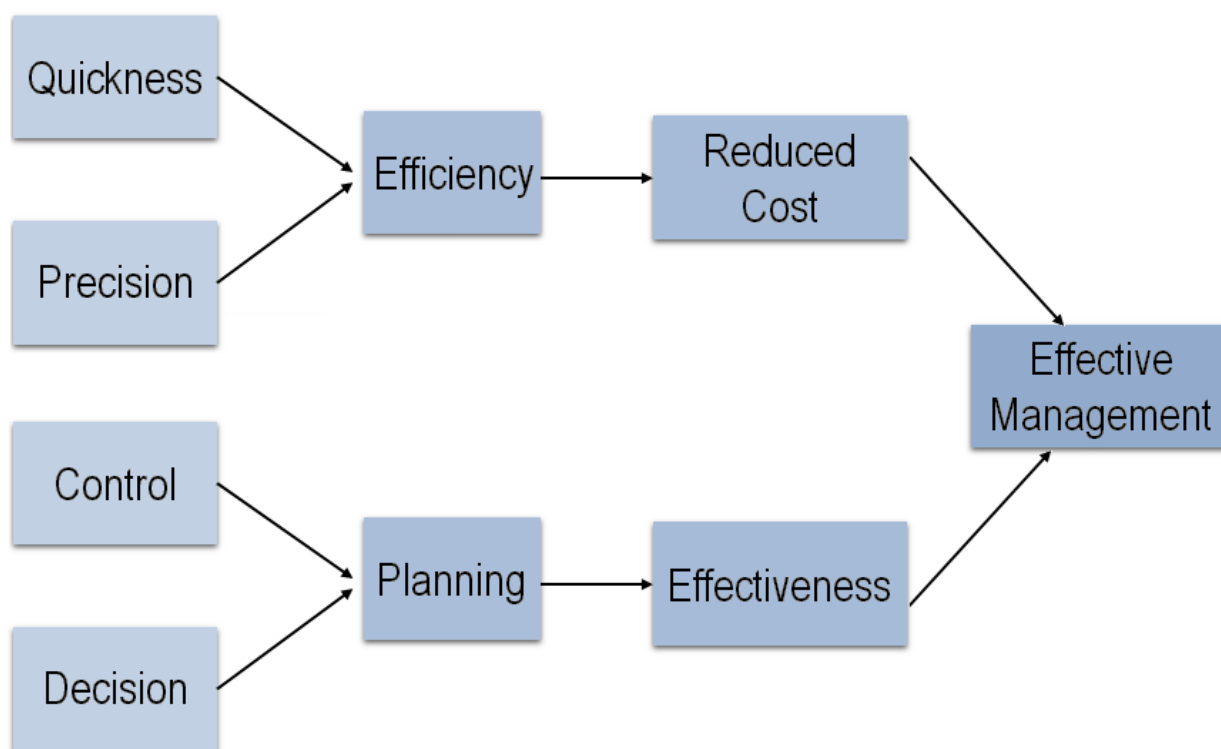 Quickness
Efficiency
Reduced
Cost
Precision
Effective
Management
Control
Planning
Effectiveness
Decision